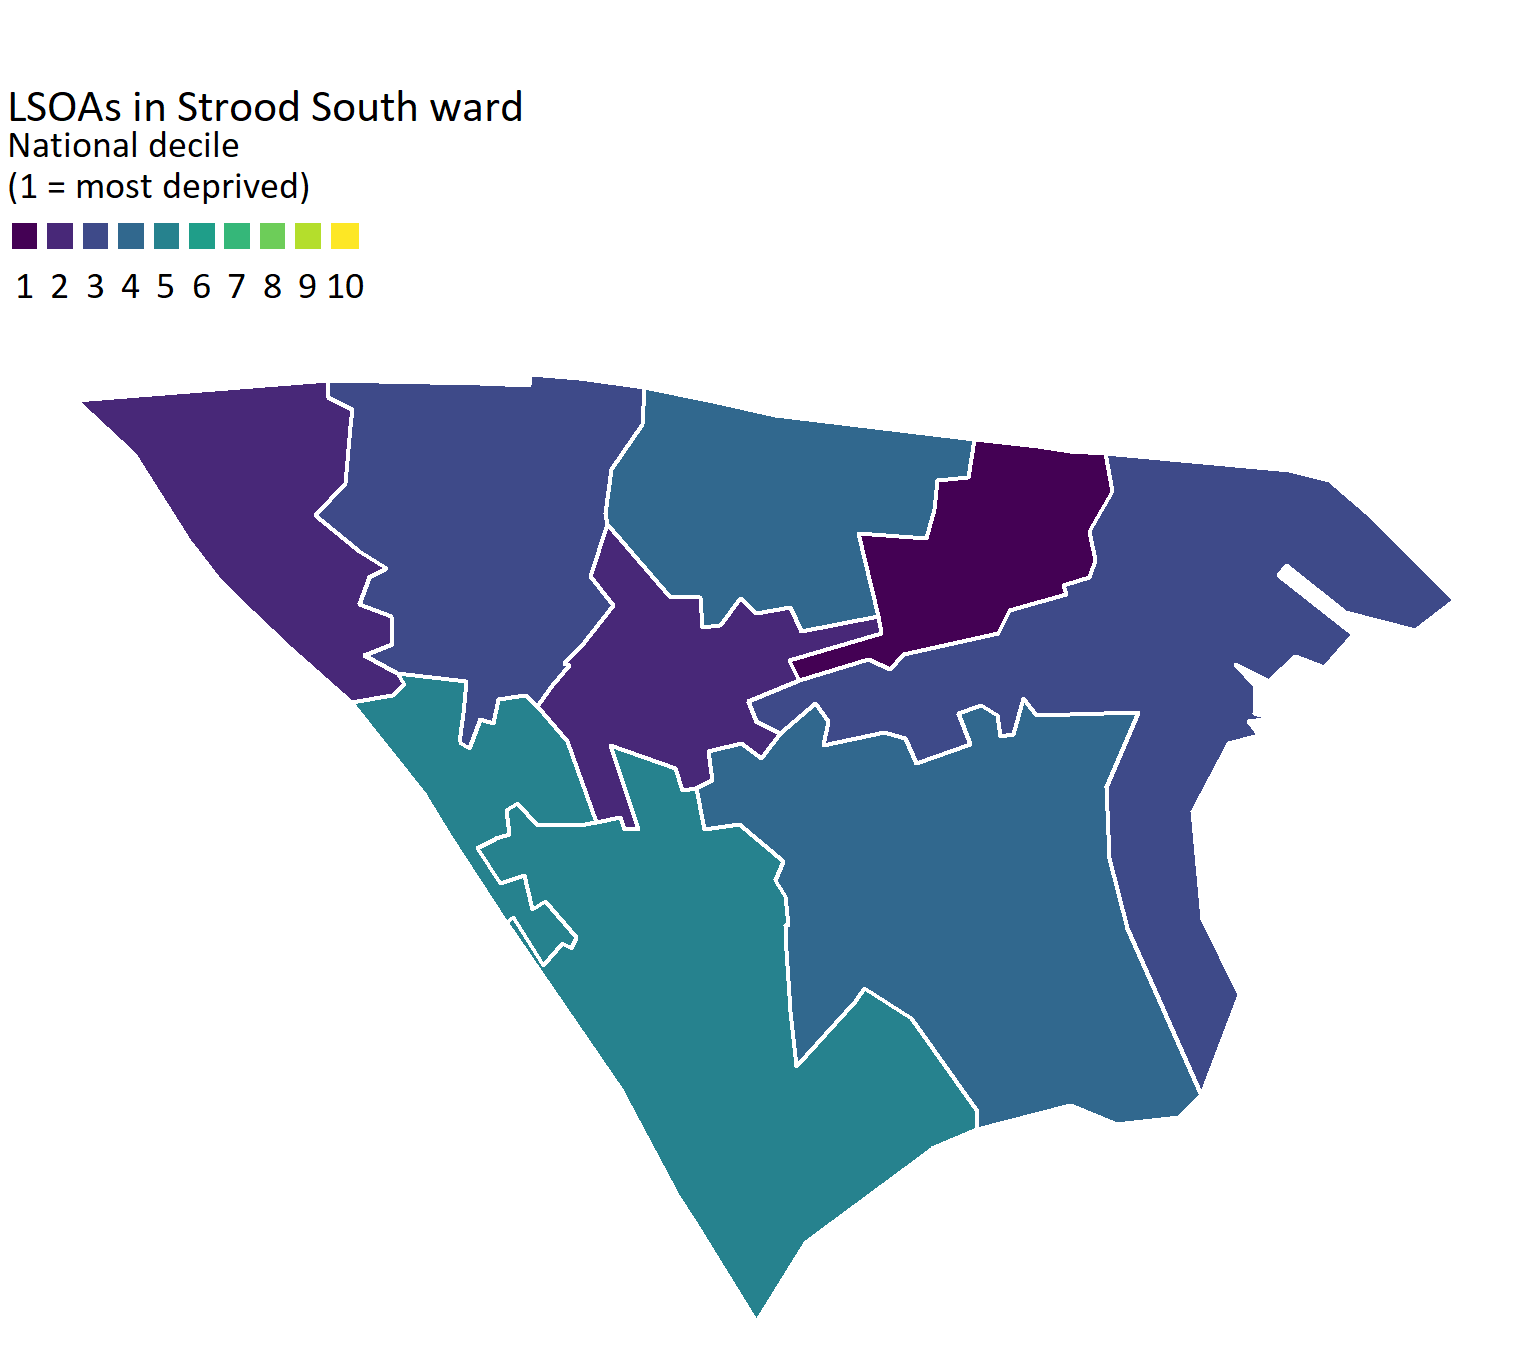 LSOAs in Strood South ward
National decile
(1 = most deprived)
1 2 3 4 5 6 7 8 9 10